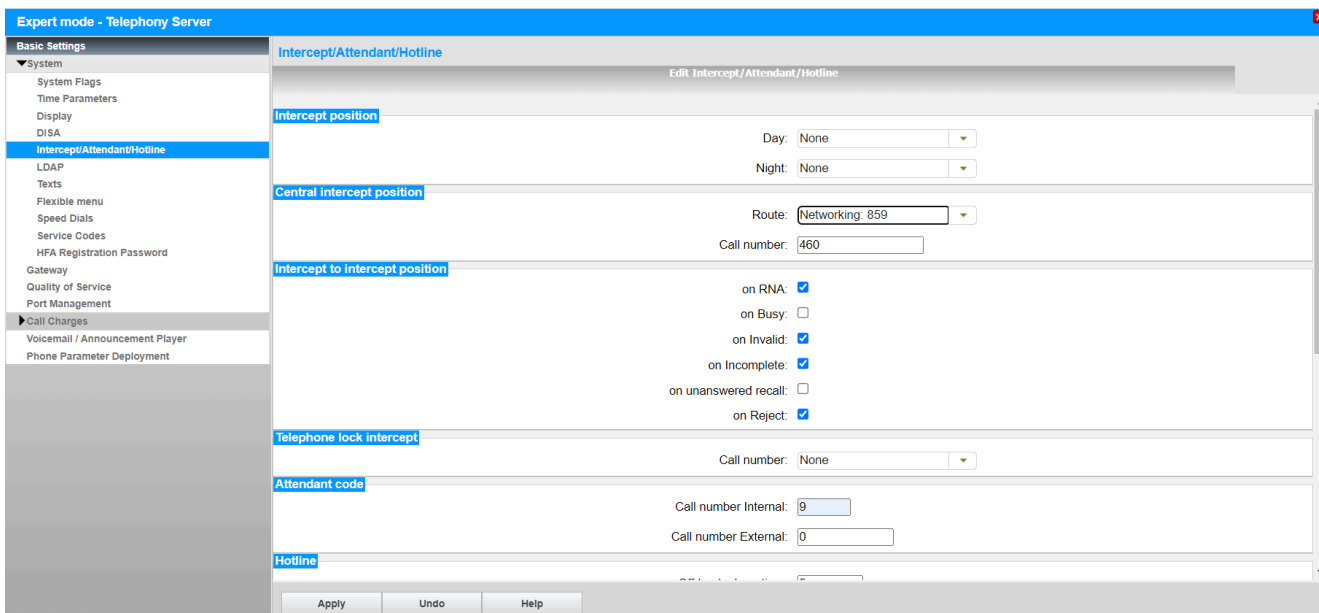 Expert mode - Telephony Server
Basic Settings
System
System Flags
Time Parameters
Display
DISA
Intercept/Attendant/Hotline
LDAP
Texts
Flexible menu
Speed Dials
Service Codes
HFA Registration Password
Gateway
Quality of Service
Port Management
Call Charges
Voicemail / Announcement Player
Phone Parameter Deployment
Intercept/Attendant/Hotline
Edit Intercept/Attendant/Hotline
Intercept position
Day: None
Night: None
Central intercept position
Route: Networking: 859
Call number: 460
Intercept to intercept position
on RNA:
on Busy:
on Invalid:
on Incomplete:
on unanswered recall:
on Reject:
Telephone lock intercept
Call number: None
Attendant code
Call number Internal: 9
Call number External: 0
Hotline
Apply Undo Help